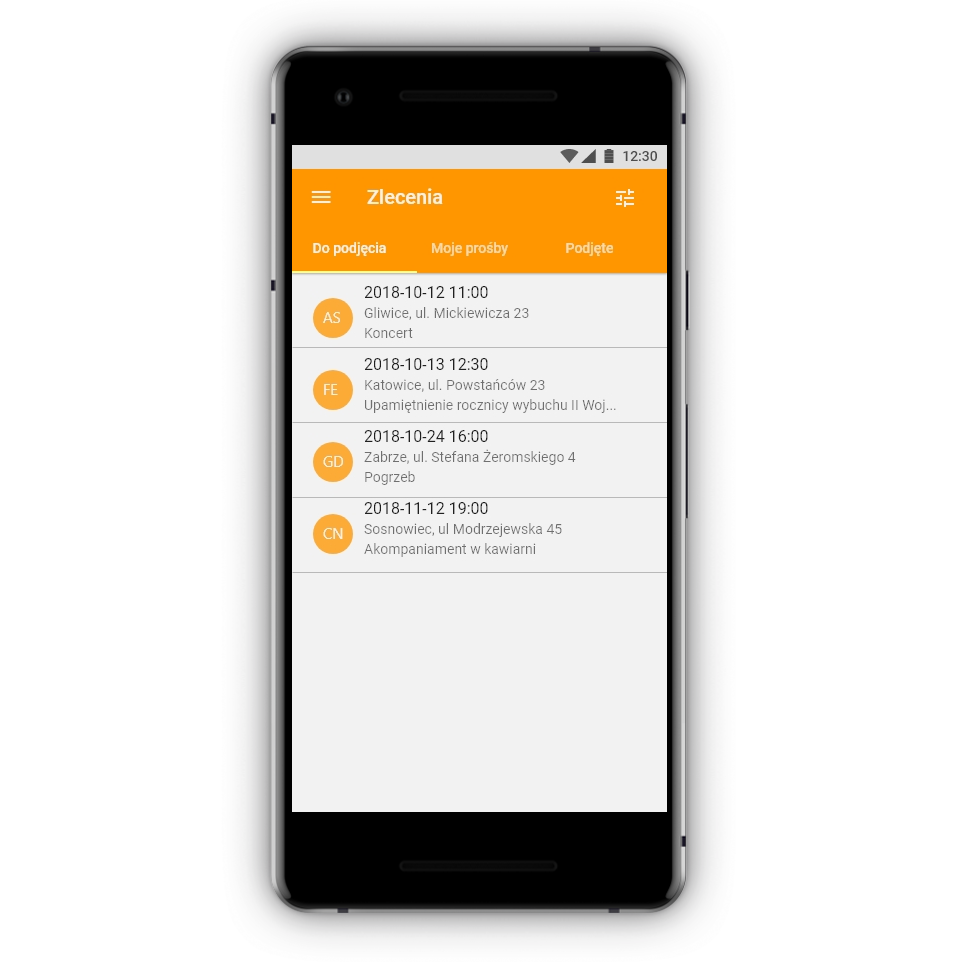 12:30
Zlecenia
Do podjęcia Moje prośby Podjęte
2018-10-12 11:00
AS
Gliwice, ul. Mickiewicza 23
Koncert
2018-10-13 12:30
FE
Katowice, ul. Powstańców 23
Upamiętnienie rocznicy wybuchu II Woj...
2018-10-24 16:00
GD
Zabrze, ul. Stefana Żeromskiego 4
Pogrzeb
2018-11-12 19:00
CN
Sosnowiec, ul Modrzejewska 45
Akompaniament w kawiarni